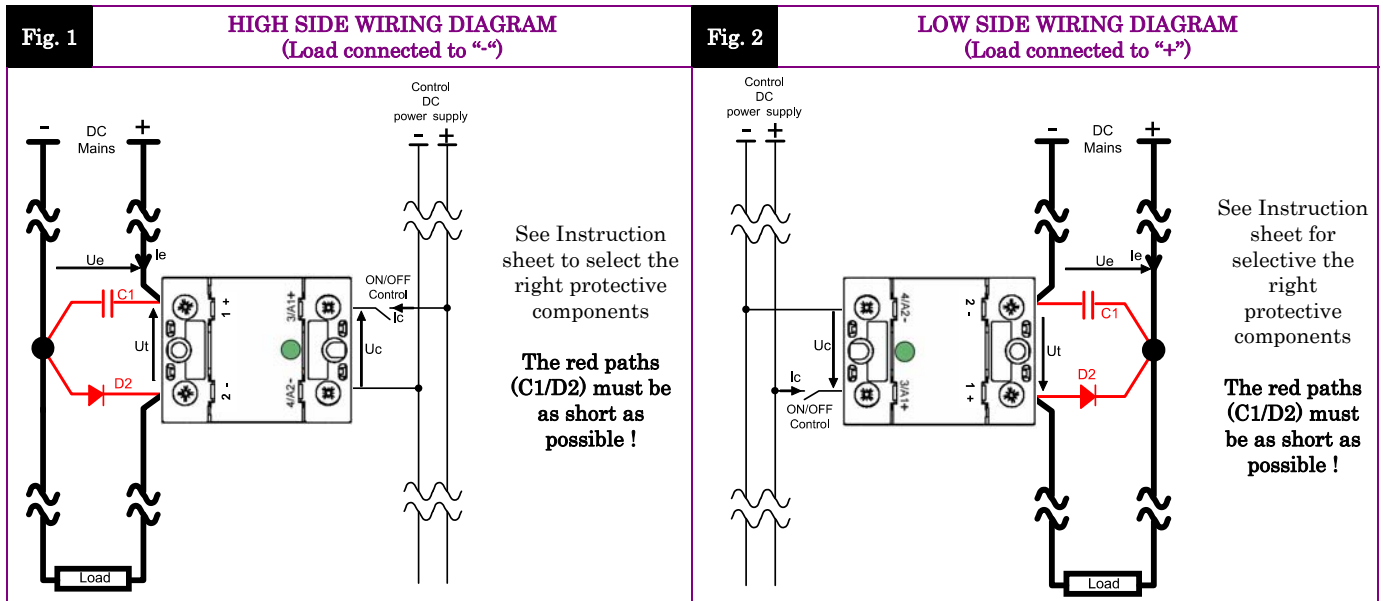 Fig. 1
HIGH SIDE WIRING DIAGRAM
(Load connected to “-“)
Control
DC
power supply
- +
- DC +
Mains
Ue
Ie
C1
Ut
D2
1 +
2 -
3/A1+
4/A2-
ON/OFF
Control
Ic
Uc
Load
See Instruction
sheet to select the
right protective
components
The red paths
(C1/D2) must be
as short as
possible !
Fig. 2
LOW SIDE WIRING DIAGRAM
(Load connected to “+”)
Control
DC
power supply
- +
- DC +
Mains
Ue
Ie
C1
Ut
D2
2 -
1 +
4/A2-
3/A1+
Uc
Ic
ON/OFF
Control
Load
See Instruction
sheet for
selective the
right
protective
components
The red paths
(C1/D2) must
be as short as
possible !